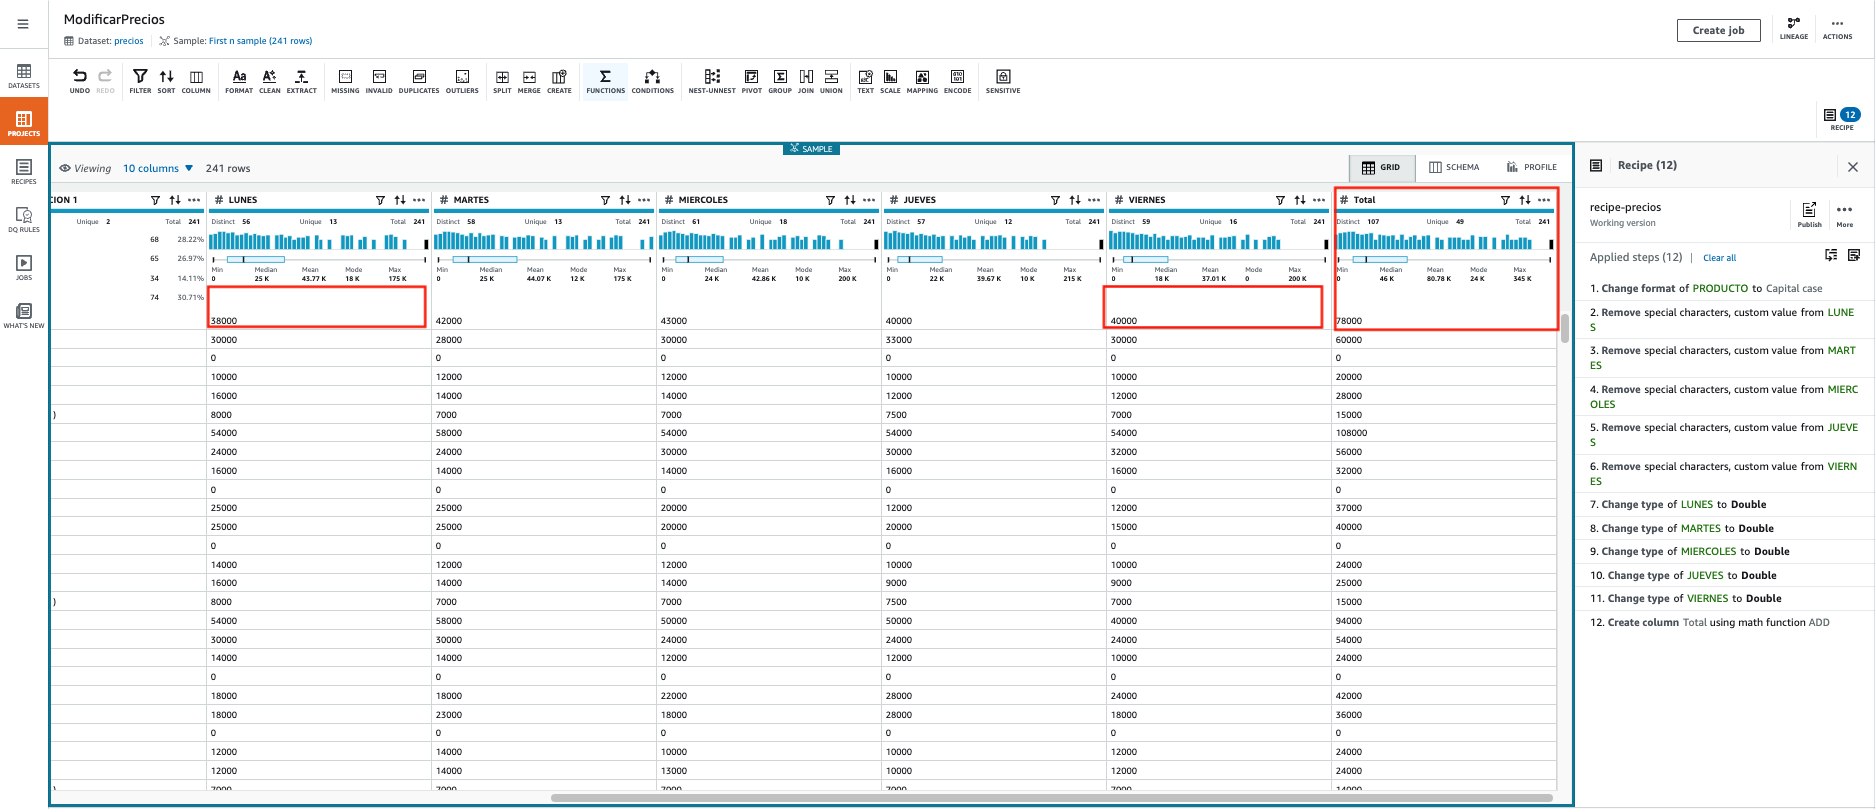 ModificarPrecios
Dataset: precios
Sample: First n sample (241 rows)
Create job
LINEAGE
ACTIONS
DATASETS
PROJECTS
RECIPES
DQ RULES
JOBS
WHAT'S NEW
UNDO REDO FILTER SORT COLUMN FORMAT CLEAN EXTRACT MISSING INVALID DUPLICATES OUTLIERS SPLIT MERGE CREATE FUNCTIONS CONDITIONS NEST-UNNEST PIVOT GROUP JOIN UNION TEXT SCALE MAPPING ENCODE SENSITIVE
12
RECIPE
SAMPLE
Viewing 10 columns 241 rows
GRID SCHEMA PROFILE
CION 1 # LUNES # MARTES # MIERCOLES # JUEVES # VIERNES # Total
Unique 2 Total 241 Distinct 56 Unique 13 Total 241 Distinct 58 Unique 13 Total 241 Distinct 61 Unique 18 Total 241 Distinct 57 Unique 12 Total 241 Distinct 59 Unique 16 Total 241 Distinct 107 Unique 49 Total 241
68 28.22%
65 26.97%
34 14.11%
74 30.71%
Min Median Mean Mode Max Min Median Mean Mode Max Min Median Mean Mode Max Min Median Mean Mode Max Min Median Mean Mode Max Min Median Mean Mode Max
0 25 K 43.77 K 18 K 175 K 0 25 K 44.07 K 12 K 175 K 0 24 K 42.86 K 10 K 200 K 0 22 K 39.67 K 10 K 215 K 0 18 K 37.01 K 0 200 K 0 46 K 80.78 K 24 K 345 K
38000 42000 43000 40000 40000 78000
30000 28000 30000 33000 30000 60000
0 0 0 0 0 0
10000 12000 12000 10000 10000 20000
16000 14000 14000 12000 12000 28000
) 8000 7000 7000 7500 7000 15000
54000 58000 54000 54000 54000 108000
24000 24000 30000 30000 32000 56000
16000 14000 14000 16000 16000 32000
0 0 0 0 0 0
25000 25000 20000 12000 12000 37000
25000 25000 20000 20000 15000 40000
0 0 0 0 0 0
14000 12000 12000 10000 10000 24000
16000 14000 14000 9000 9000 25000
) 8000 7000 7000 7500 7000 15000
54000 58000 50000 50000 40000 94000
30000 30000 24000 24000 24000 54000
14000 14000 12000 12000 10000 24000
0 0 0 0 0 0
18000 18000 22000 28000 24000 42000
18000 23000 18000 28000 18000 36000
0 0 0 0 0 0
12000 14000 10000 10000 12000 24000
12000 14000 13000 10000 12000 24000
7000 7000 7000 7000 7000 14000
Recipe (12)
recipe-precios
Working version
Publish
More
Applied steps (12) | Clear all
1. Change format of PRODUCTO to Capital case
2. Remove special characters, custom value from LUNE
S
3. Remove special characters, custom value from MART
ES
4. Remove special characters, custom value from MIERC
OLES
5. Remove special characters, custom value from JUEVE
S
6. Remove special characters, custom value from VIERN
ES
7. Change type of LUNES to Double
8. Change type of MARTES to Double
9. Change type of MIERCOLES to Double
10. Change type of JUEVES to Double
11. Change type of VIERNES to Double
12. Create column Total using math function ADD